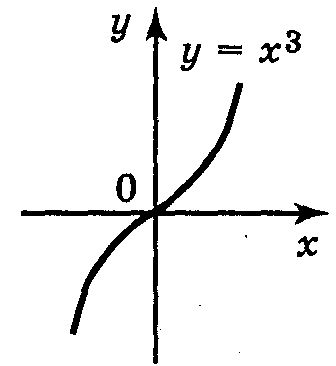 y
y = x³
0
x